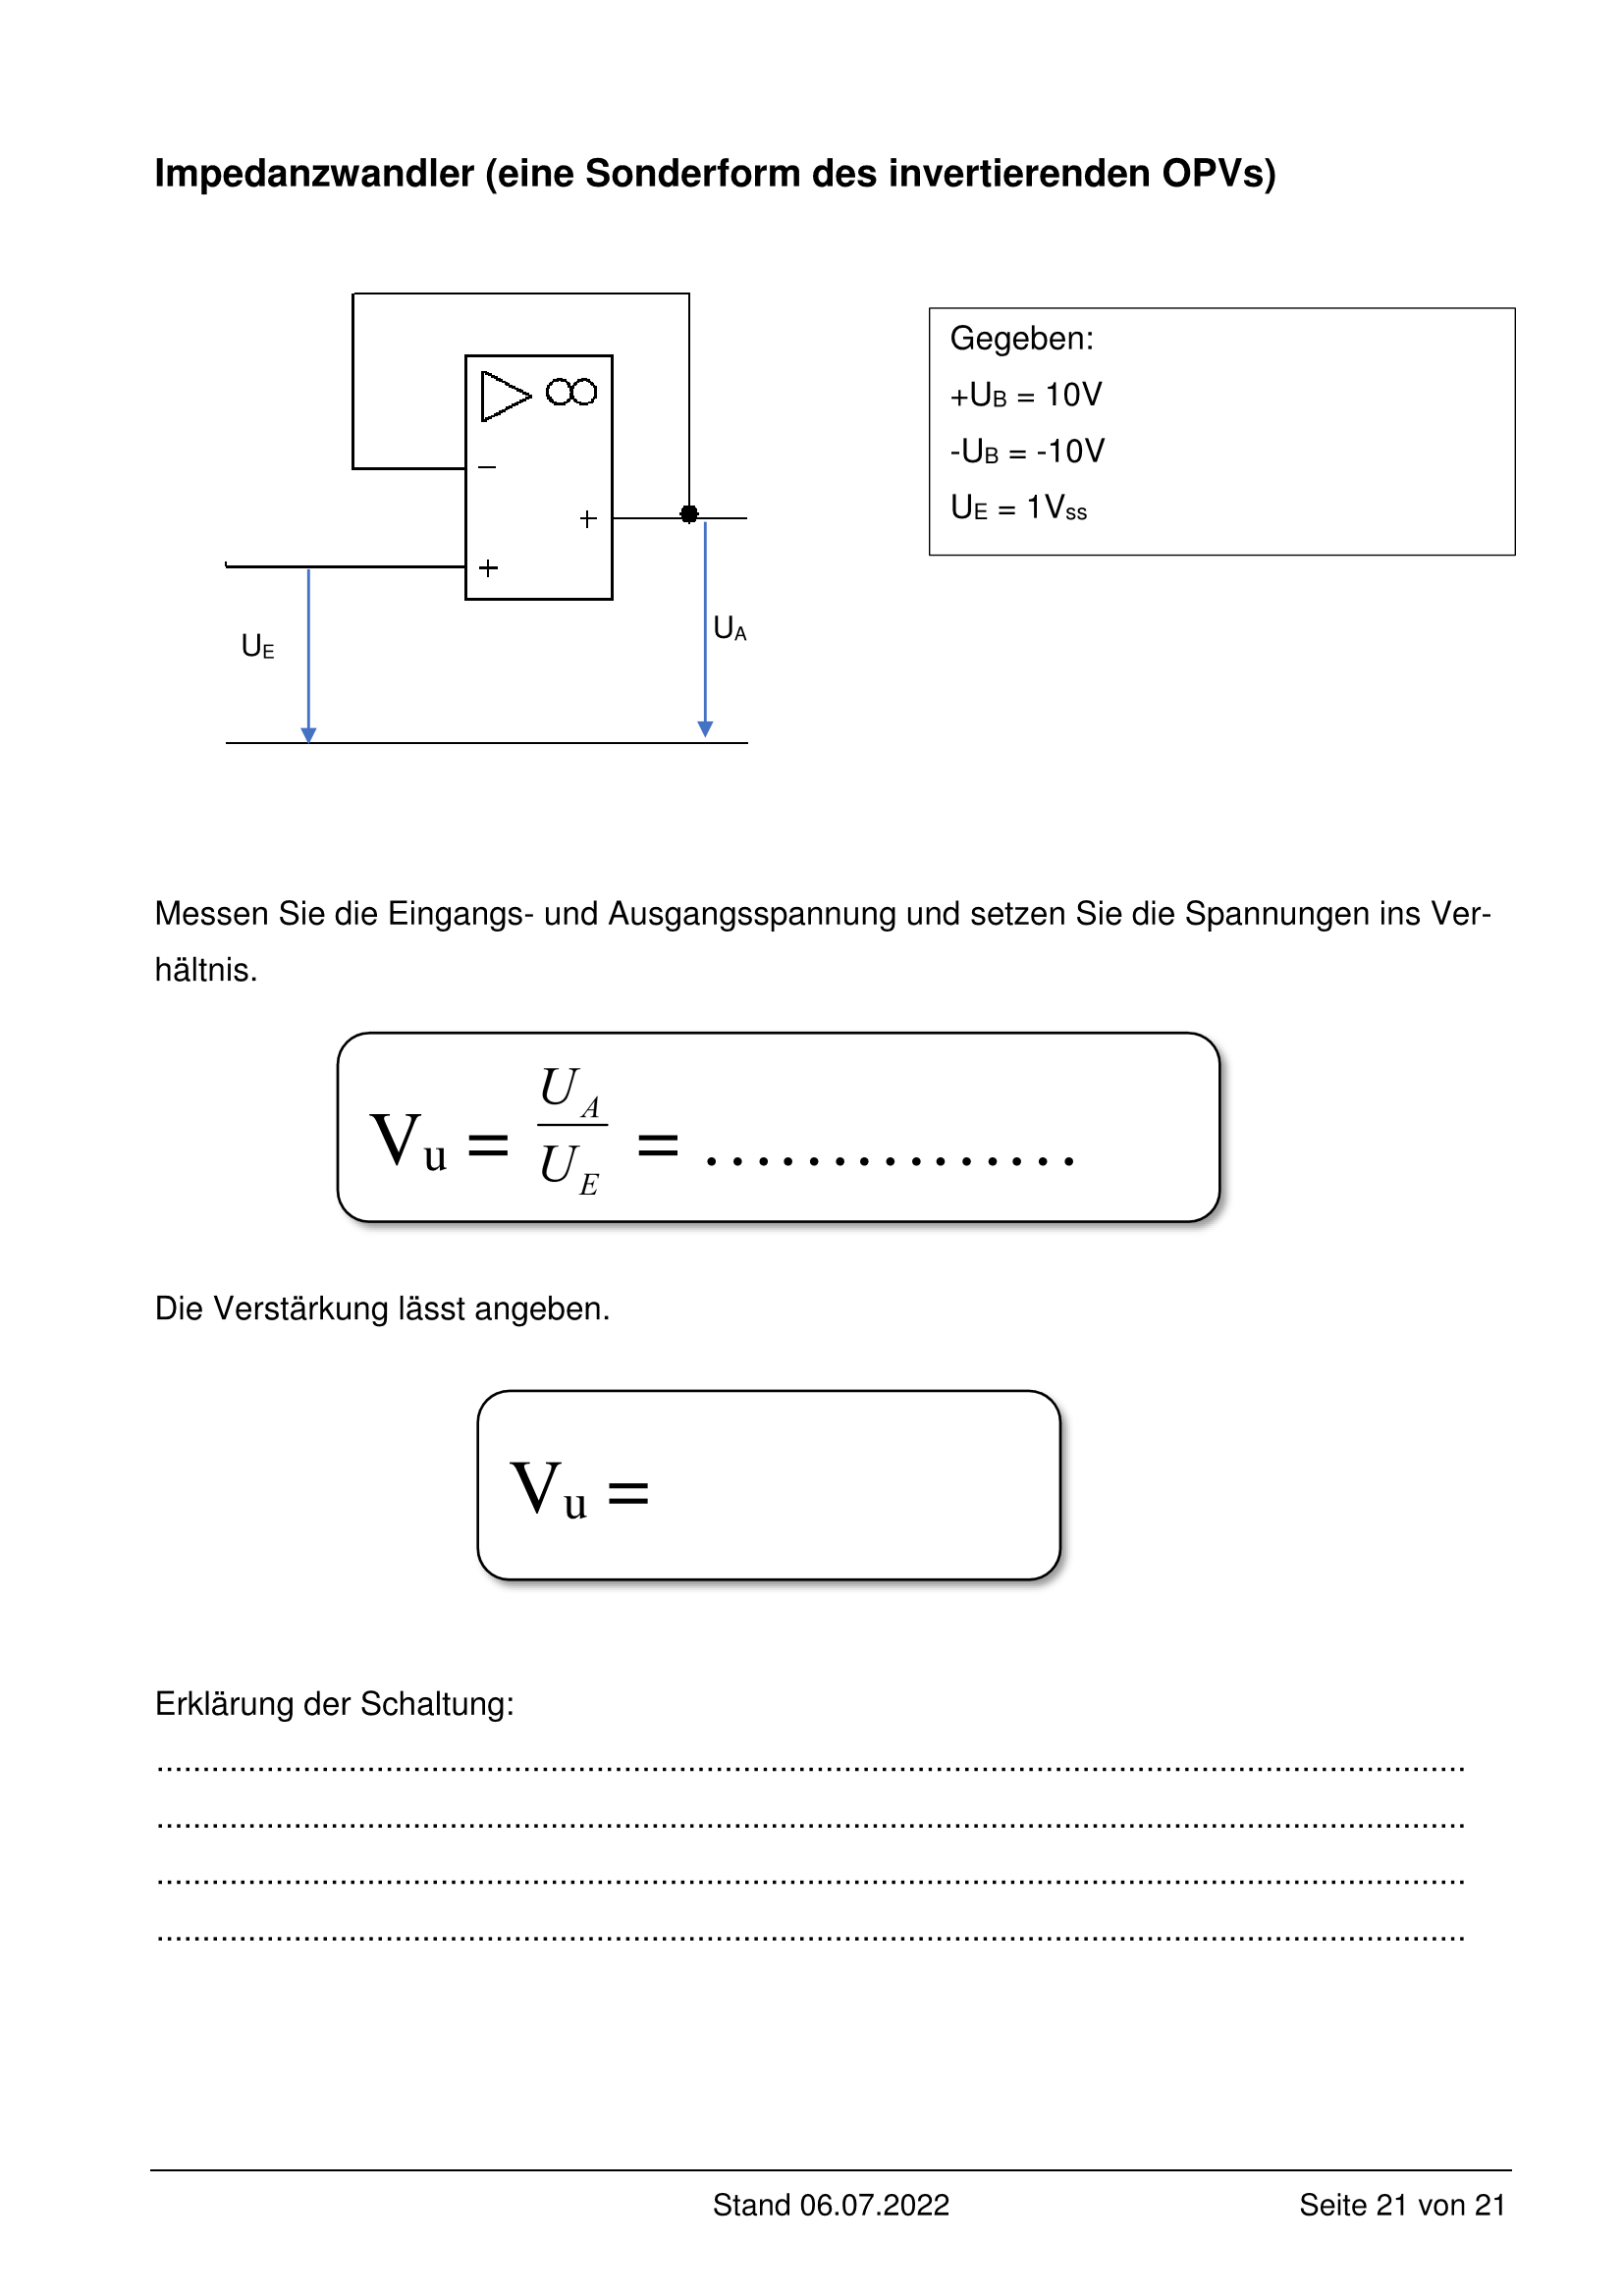 Impedanzwandler (eine Sonderform des invertierenden OPVs)
▷ ∞
−
+
+
UE
UA
Gegeben:
+UB = 10V
-UB = -10V
UE = 1Vss
Messen Sie die Eingangs- und Ausgangsspannung und setzen Sie die Spannungen ins Ver-
hältnis.
Vu = UA / UE = ……………
Die Verstärkung lässt angeben.
Vu =
Erklärung der Schaltung:
................................................................................................................................................
................................................................................................................................................
................................................................................................................................................
................................................................................................................................................
Stand 06.07.2022 Seite 21 von 21